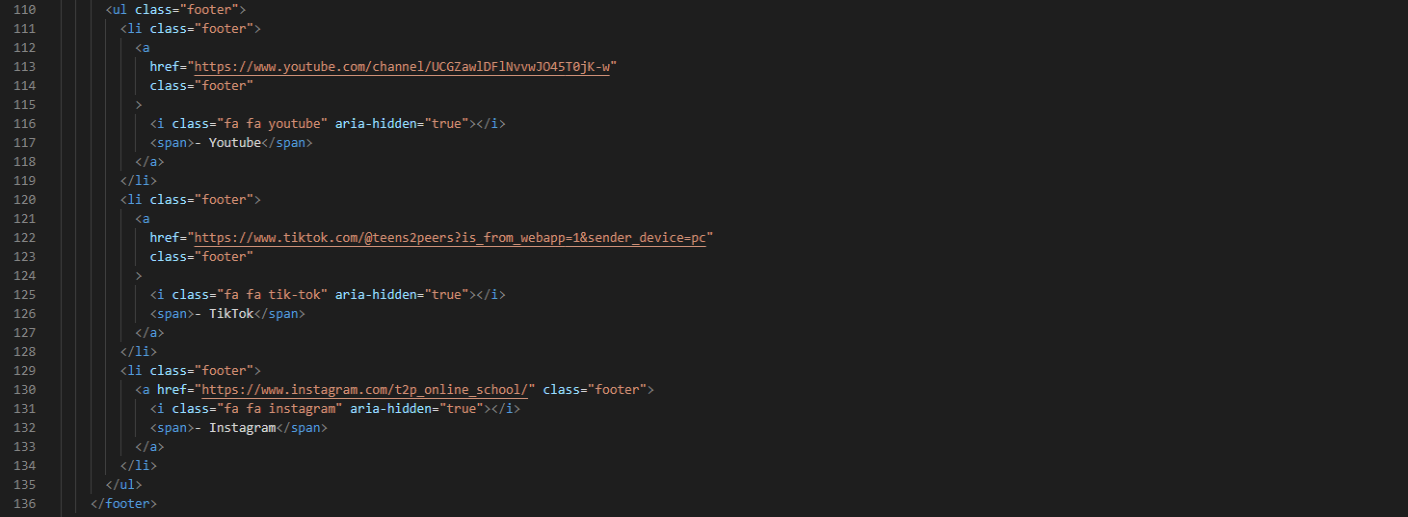 110 <ul class="footer">
111 <li class="footer">
112 <a
113 href="https://www.youtube.com/channel/UCGZawlDFlNvvwJO45T0jK-w"
114 class="footer"
115 >
116 <i class="fa fa youtube" aria-hidden="true"></i>
117 <span>- Youtube</span>
118 </a>
119 </li>
120 <li class="footer">
121 <a
122 href="https://www.tiktok.com/@teens2peers?is_from_webapp=1&sender_device=pc"
123 class="footer"
124 >
125 <i class="fa fa tik-tok" aria-hidden="true"></i>
126 <span>- TikTok</span>
127 </a>
128 </li>
129 <li class="footer">
130 <a href="https://www.instagram.com/t2p_online_school/" class="footer">
131 <i class="fa fa instagram" aria-hidden="true"></i>
132 <span>- Instagram</span>
133 </a>
134 </li>
135 </ul>
136 </footer>